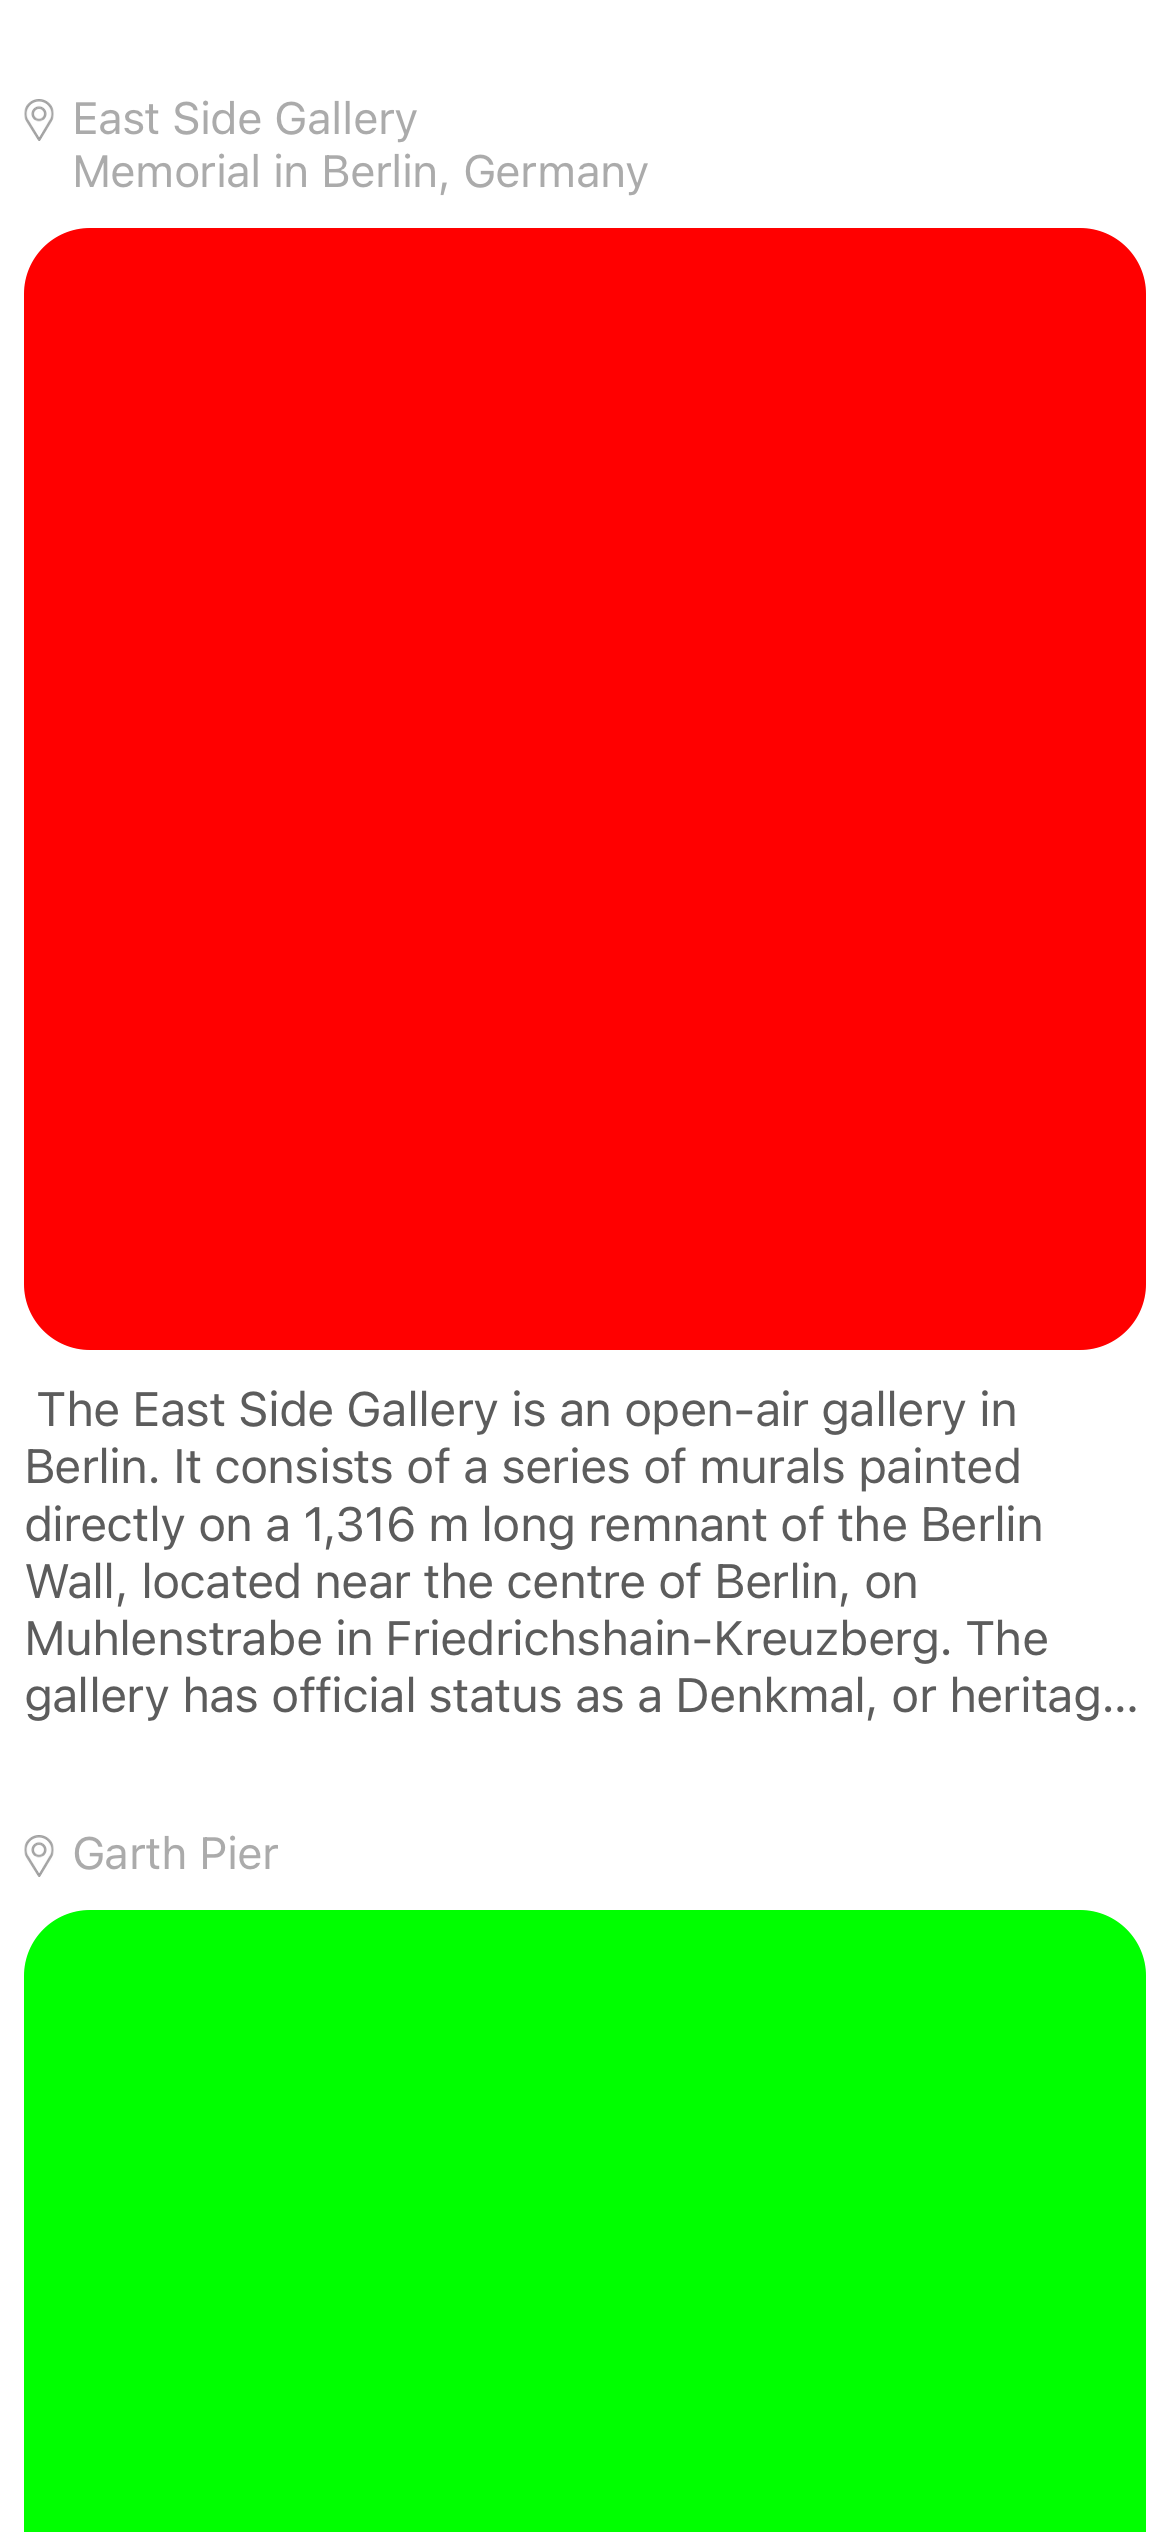 East Side Gallery
Memorial in Berlin, Germany
The East Side Gallery is an open-air gallery in
Berlin. It consists of a series of murals painted
directly on a 1,316 m long remnant of the Berlin
Wall, located near the centre of Berlin, on
Muhlenstrabe in Friedrichshain-Kreuzberg. The
gallery has official status as a Denkmal, or heritag...
Garth Pier